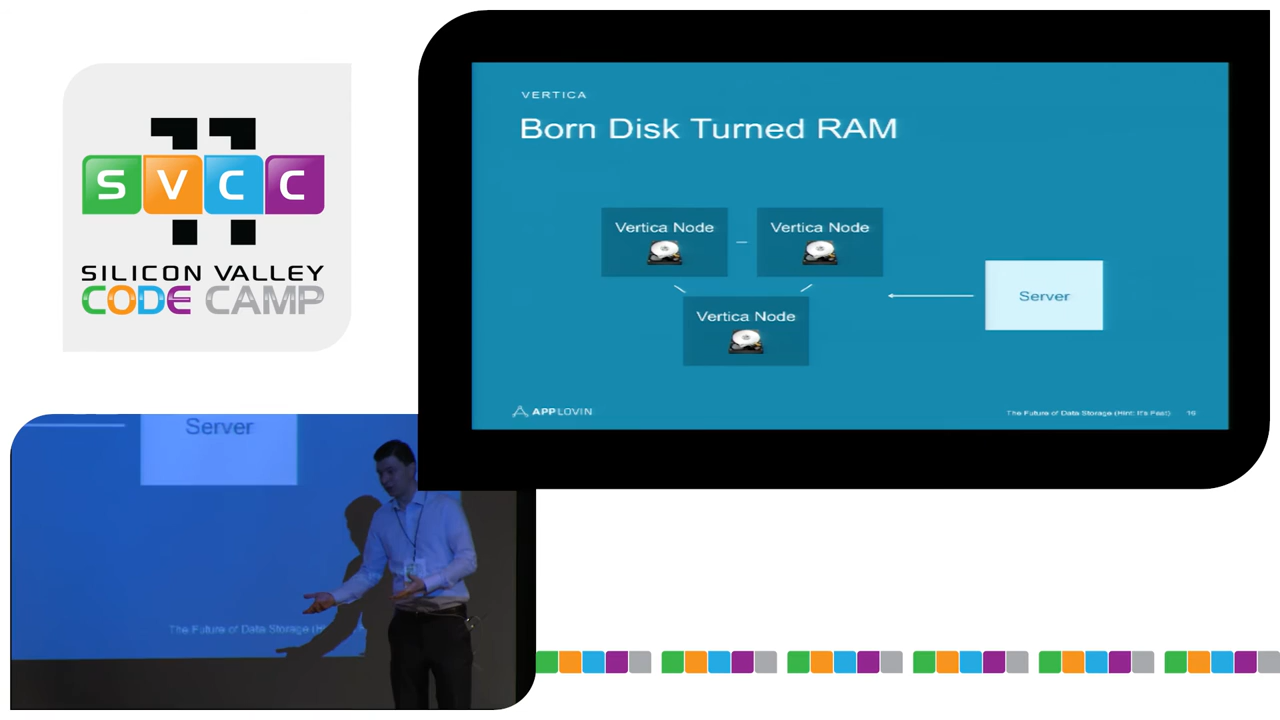 SVCC
SILICON VALLEY
CODE CAMP
VERTICA
Born Disk Turned RAM
Vertica Node
Vertica Node
Vertica Node
Server
APPLOVIN
The Future of Data Storage (Hint: It's Fast)
16
Server
The Future of Data Storage